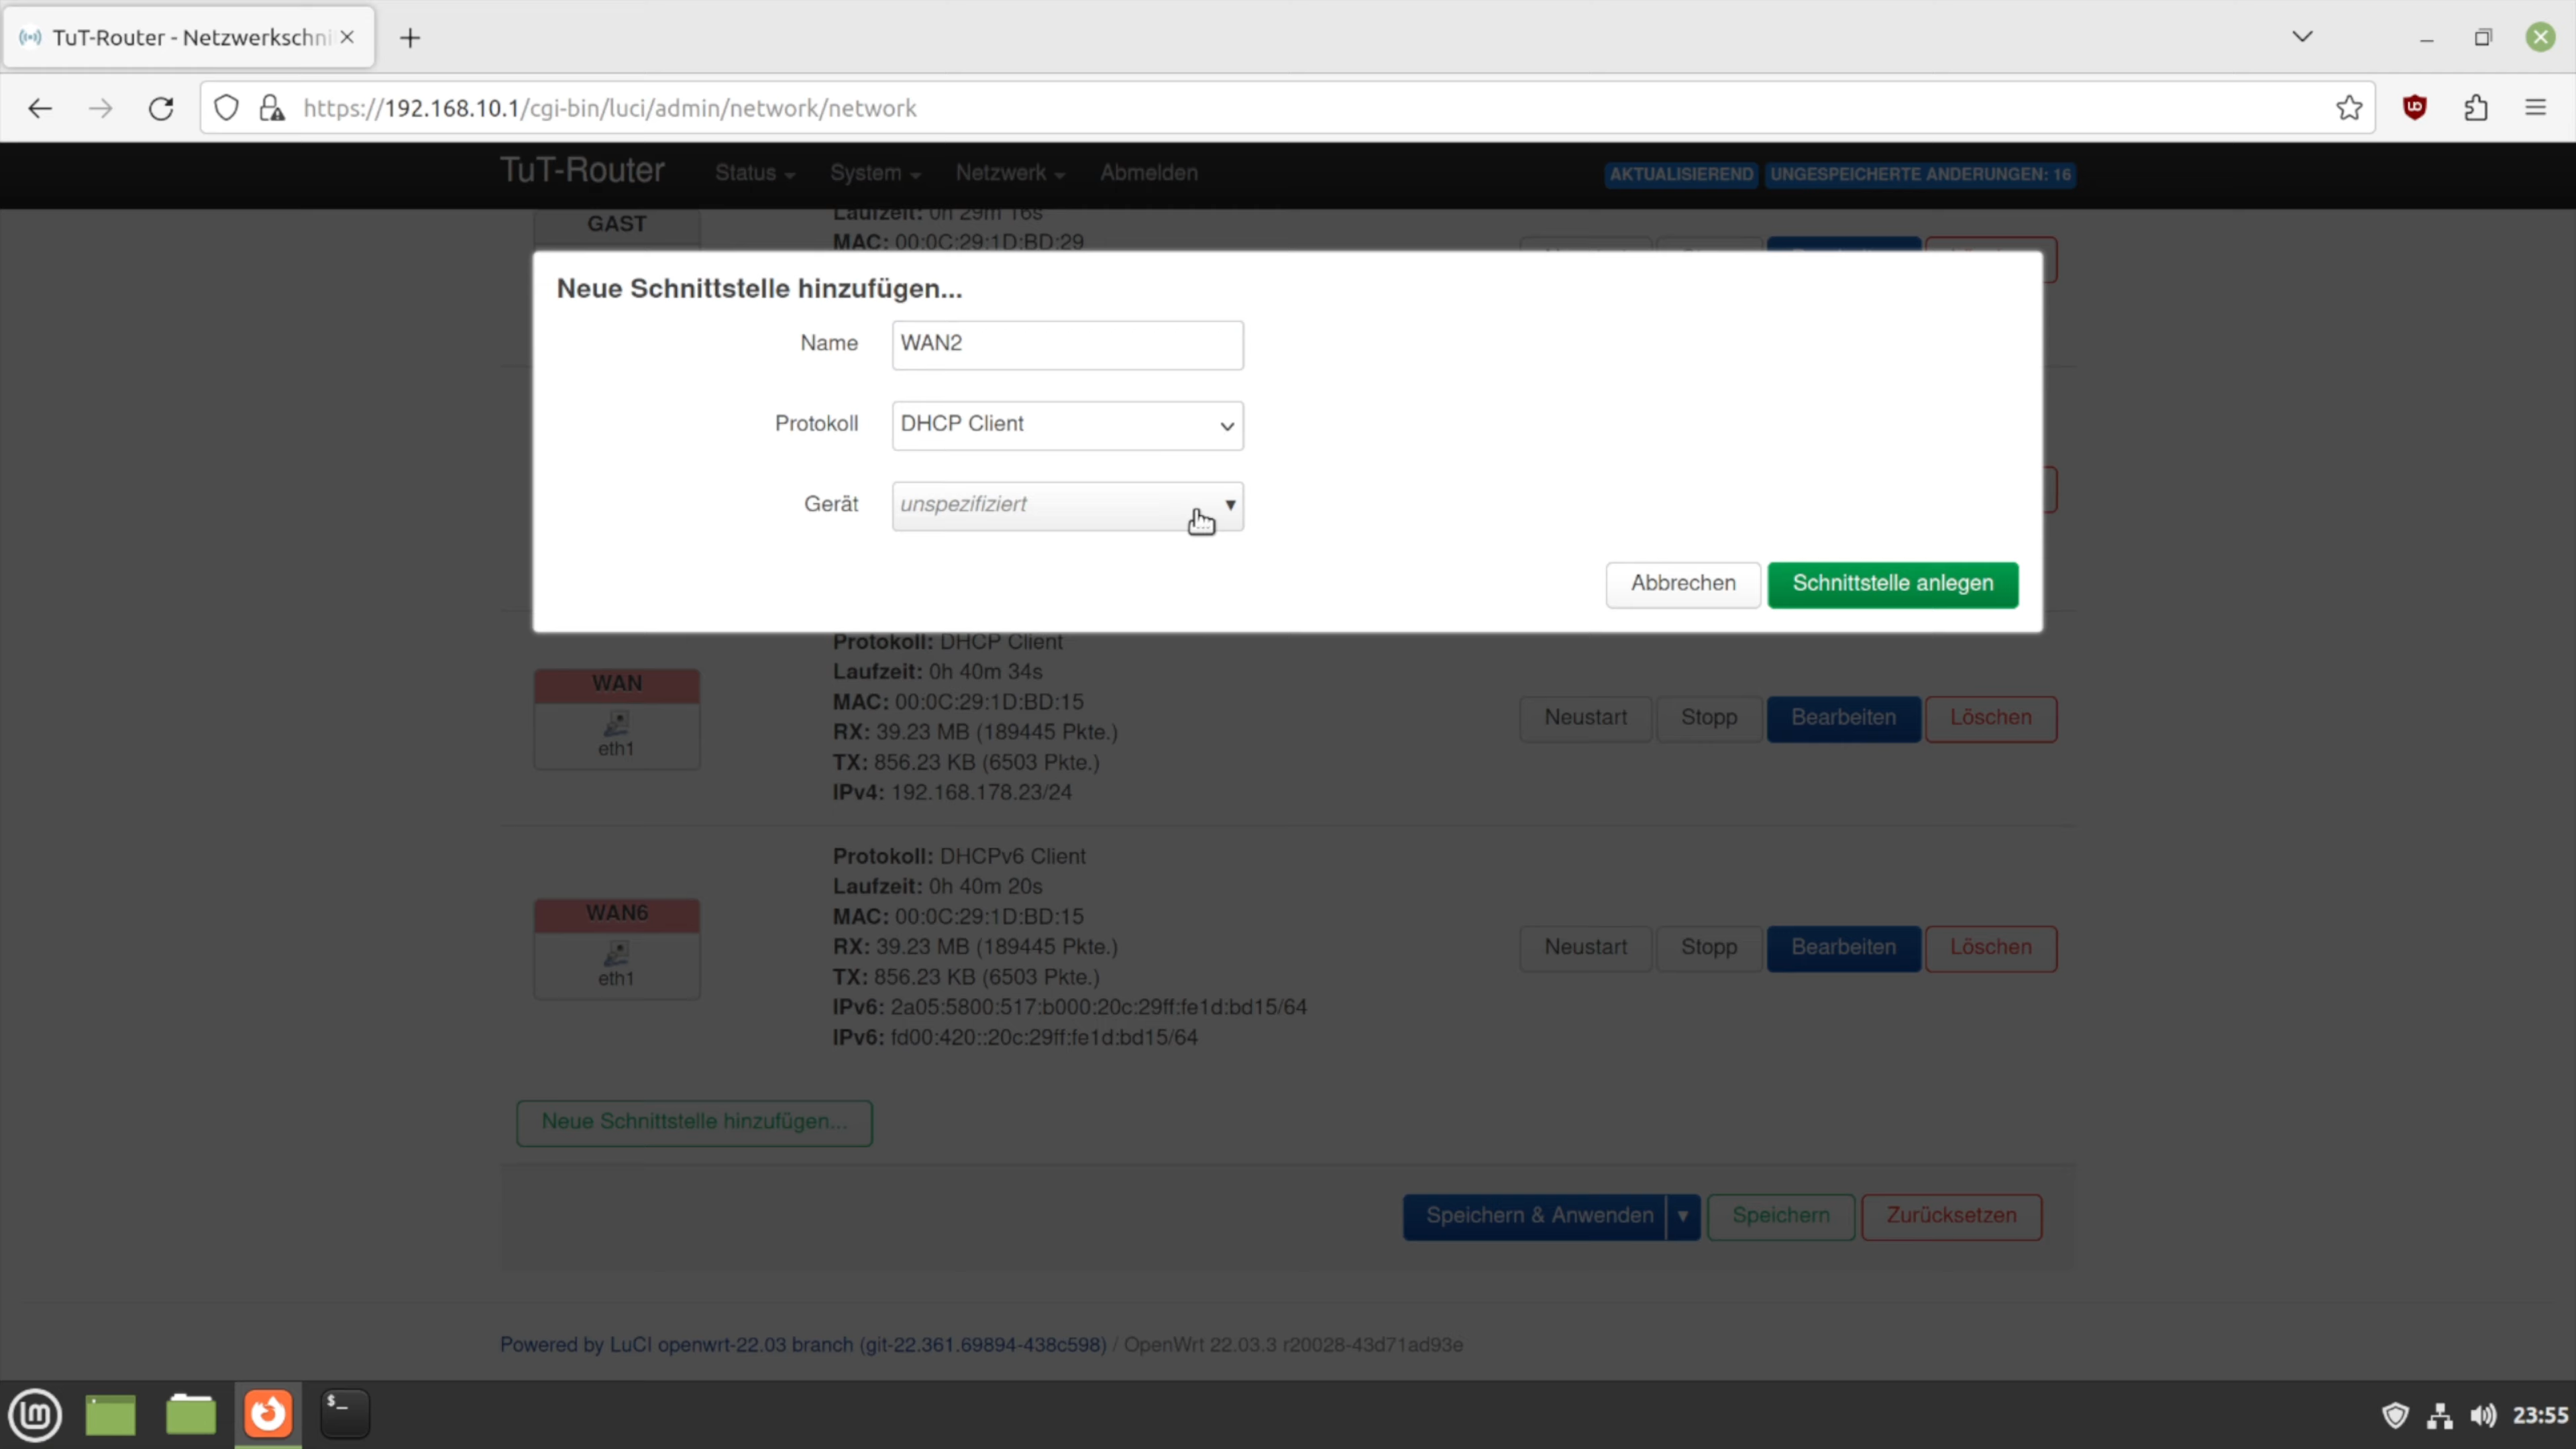 TuT-Router - Netzwerkschni
https://192.168.10.1/cgi-bin/luci/admin/network/network
TuT-Router Status System Netzwerk Abmelden AKTUALISIEREND UNGESPEICHERTE ÄNDERUNGEN: 16
Laufzeit: 0h 29m 16s
GAST
MAC: 00:0C:29:1D:BD:29
Neue Schnittstelle hinzufügen...
Name WAN2
Protokoll DHCP Client
Gerät unspezifiziert
Abbrechen Schnittstelle anlegen
Protokoll: DHCP Client
Laufzeit: 0h 40m 34s
WAN
MAC: 00:0C:29:1D:BD:15
RX: 39.23 MB (189445 Pkte.)
eth1
TX: 856.23 KB (6503 Pkte.)
IPv4: 192.168.178.23/24
Neustart Stopp Bearbeiten Löschen
Protokoll: DHCPv6 Client
Laufzeit: 0h 40m 20s
WAN6
MAC: 00:0C:29:1D:BD:15
RX: 39.23 MB (189445 Pkte.)
eth1
TX: 856.23 KB (6503 Pkte.)
IPv6: 2a05:5800:517:b000:20c:29ff:fe1d:bd15/64
IPv6: fd00:420::20c:29ff:fe1d:bd15/64
Neustart Stopp Bearbeiten Löschen
Neue Schnittstelle hinzufügen...
Speichern & Anwenden Speichern Zurücksetzen
Powered by LuCI openwrt-22.03 branch (git-22.361.69894-438c598) / OpenWrt 22.03.3 r20028-43d71ad93e
$_
23:55